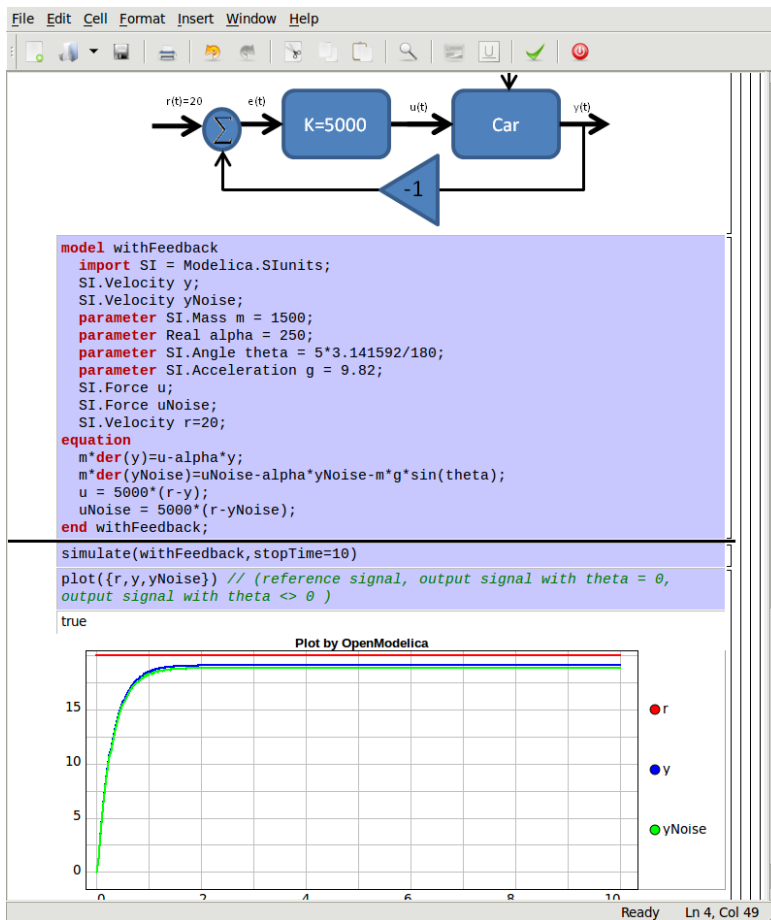 File Edit Cell Format Insert Window Help
r(t)=20 e(t) u(t) y(t)
Σ K=5000 Car
-1
model withFeedback
import SI = Modelica.SIunits;
SI.Velocity y;
SI.Velocity yNoise;
parameter SI.Mass m = 1500;
parameter Real alpha = 250;
parameter SI.Angle theta = 5*3.141592/180;
parameter SI.Acceleration g = 9.82;
SI.Force u;
SI.Force uNoise;
SI.Velocity r=20;
equation
m*der(y)=u-alpha*y;
m*der(yNoise)=uNoise-alpha*yNoise-m*g*sin(theta);
u = 5000*(r-y);
uNoise = 5000*(r-yNoise);
end withFeedback;
simulate(withFeedback,stopTime=10)
plot({r,y,yNoise}) // (reference signal, output signal with theta = 0,
output signal with theta <> 0 )
true
Plot by OpenModelica
15
r
10
y
5
yNoise
0
0 2 4 6 8 10
Ready Ln 4, Col 49